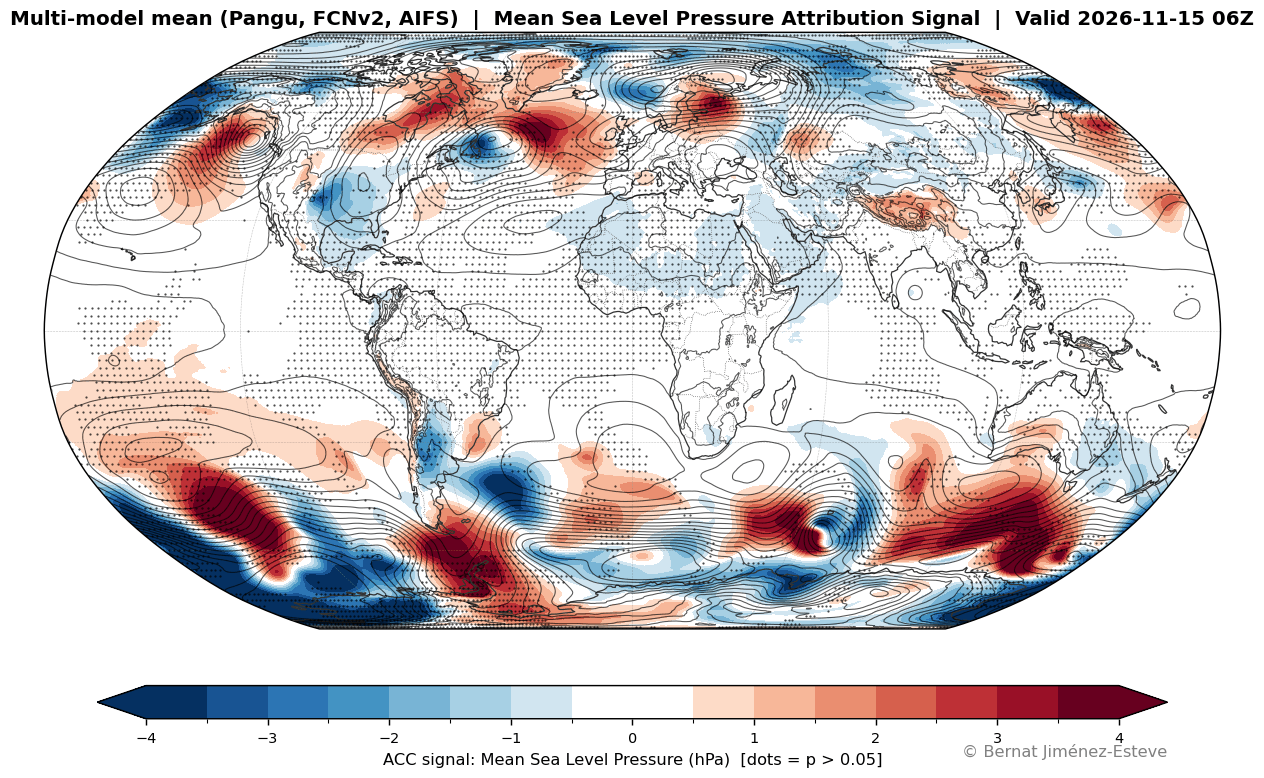 Multi-model mean (Pangu, FCNv2, AIFS)  |  Mean Sea Level Pressure Attribution Signal  |  Valid 2026-11-15 06Z
−4 −3 −2 −1 0 1 2 3 4
ACC signal: Mean Sea Level Pressure (hPa)  [dots = p > 0.05]
© Bernat Jiménez-Esteve